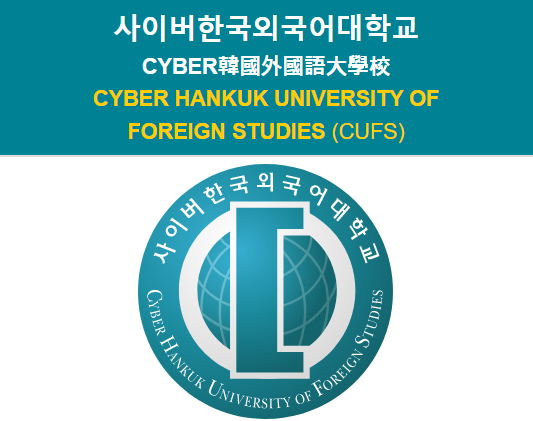 사이버한국외국어대학교
CYBER韓國外國語大學校
CYBER HANKUK UNIVERSITY OF
FOREIGN STUDIES (CUFS)
사이버한국외국어대학교
CYBER HANKUK UNIVERSITY OF FOREIGN STUDIES